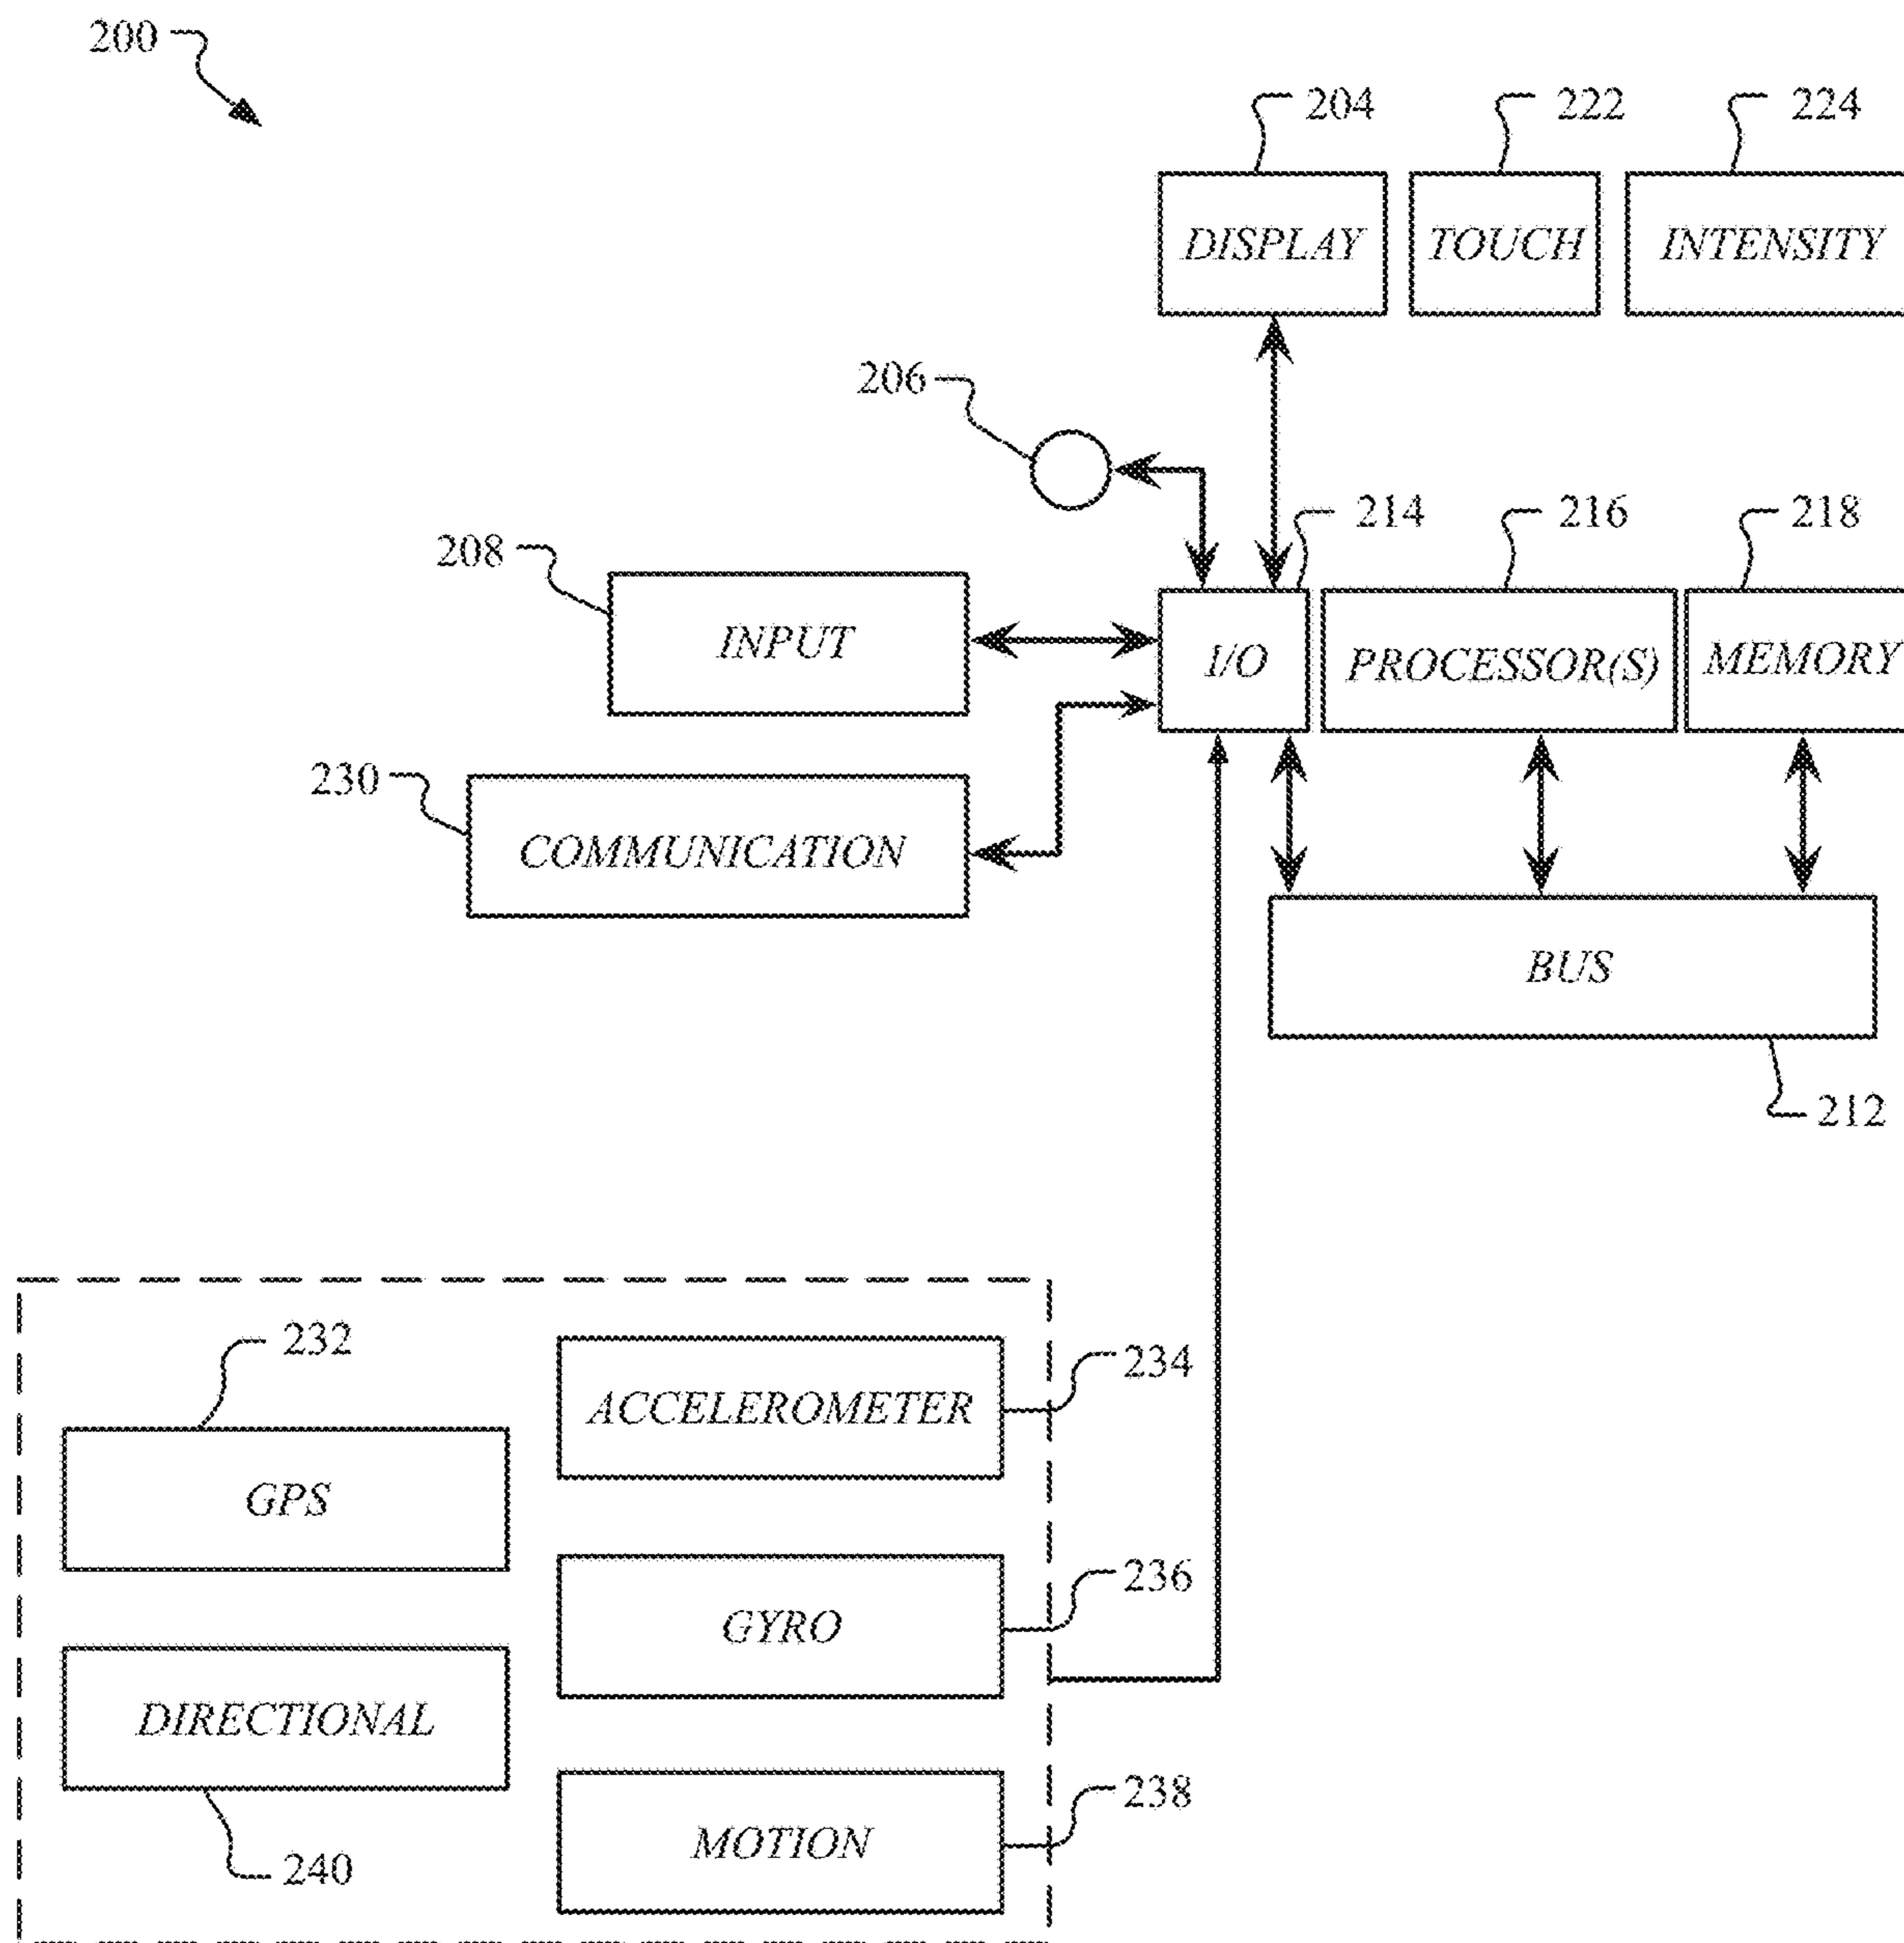 200
204 222 224
DISPLAY TOUCH INTENSITY
206
214 216 218
208
INPUT I/O PROCESSOR(S) MEMORY
230
COMMUNICATION
BUS
212
232
234
ACCELEROMETER
GPS
236
GYRO
DIRECTIONAL
238
MOTION
240